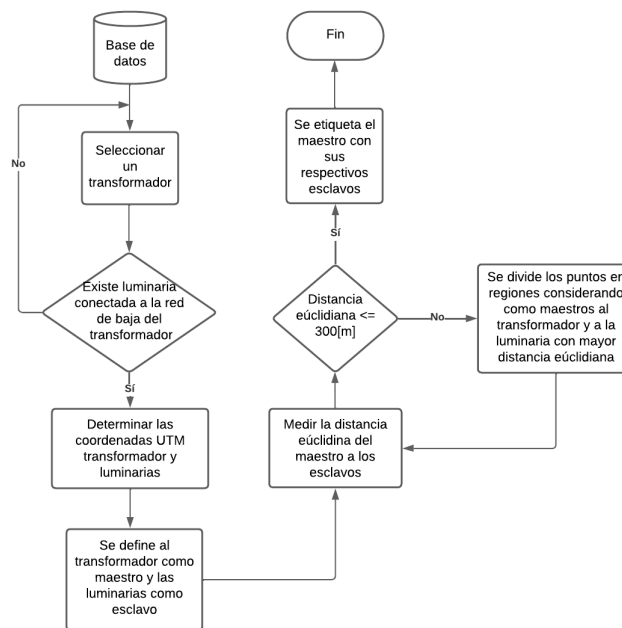 Base de
datos
Seleccionar
un
transformador
No
Existe luminaria
conectada a la red
de baja del
transformador
Sí
Determinar las
coordenadas UTM
transformador y
luminarias
Se define al
transformador como
maestro y las
luminarias como
esclavo
Fin
Se etiqueta el
maestro con
sus
respectivos
esclavos
Sí
Distancia
eúclidiana <=
300[m]
No
Se divide los puntos en
regiones considerando
como maestros al
transformador y a la
luminaria con mayor
distancia eúclidiana
Medir la distancia
eúclidina del
maestro a los
esclavos